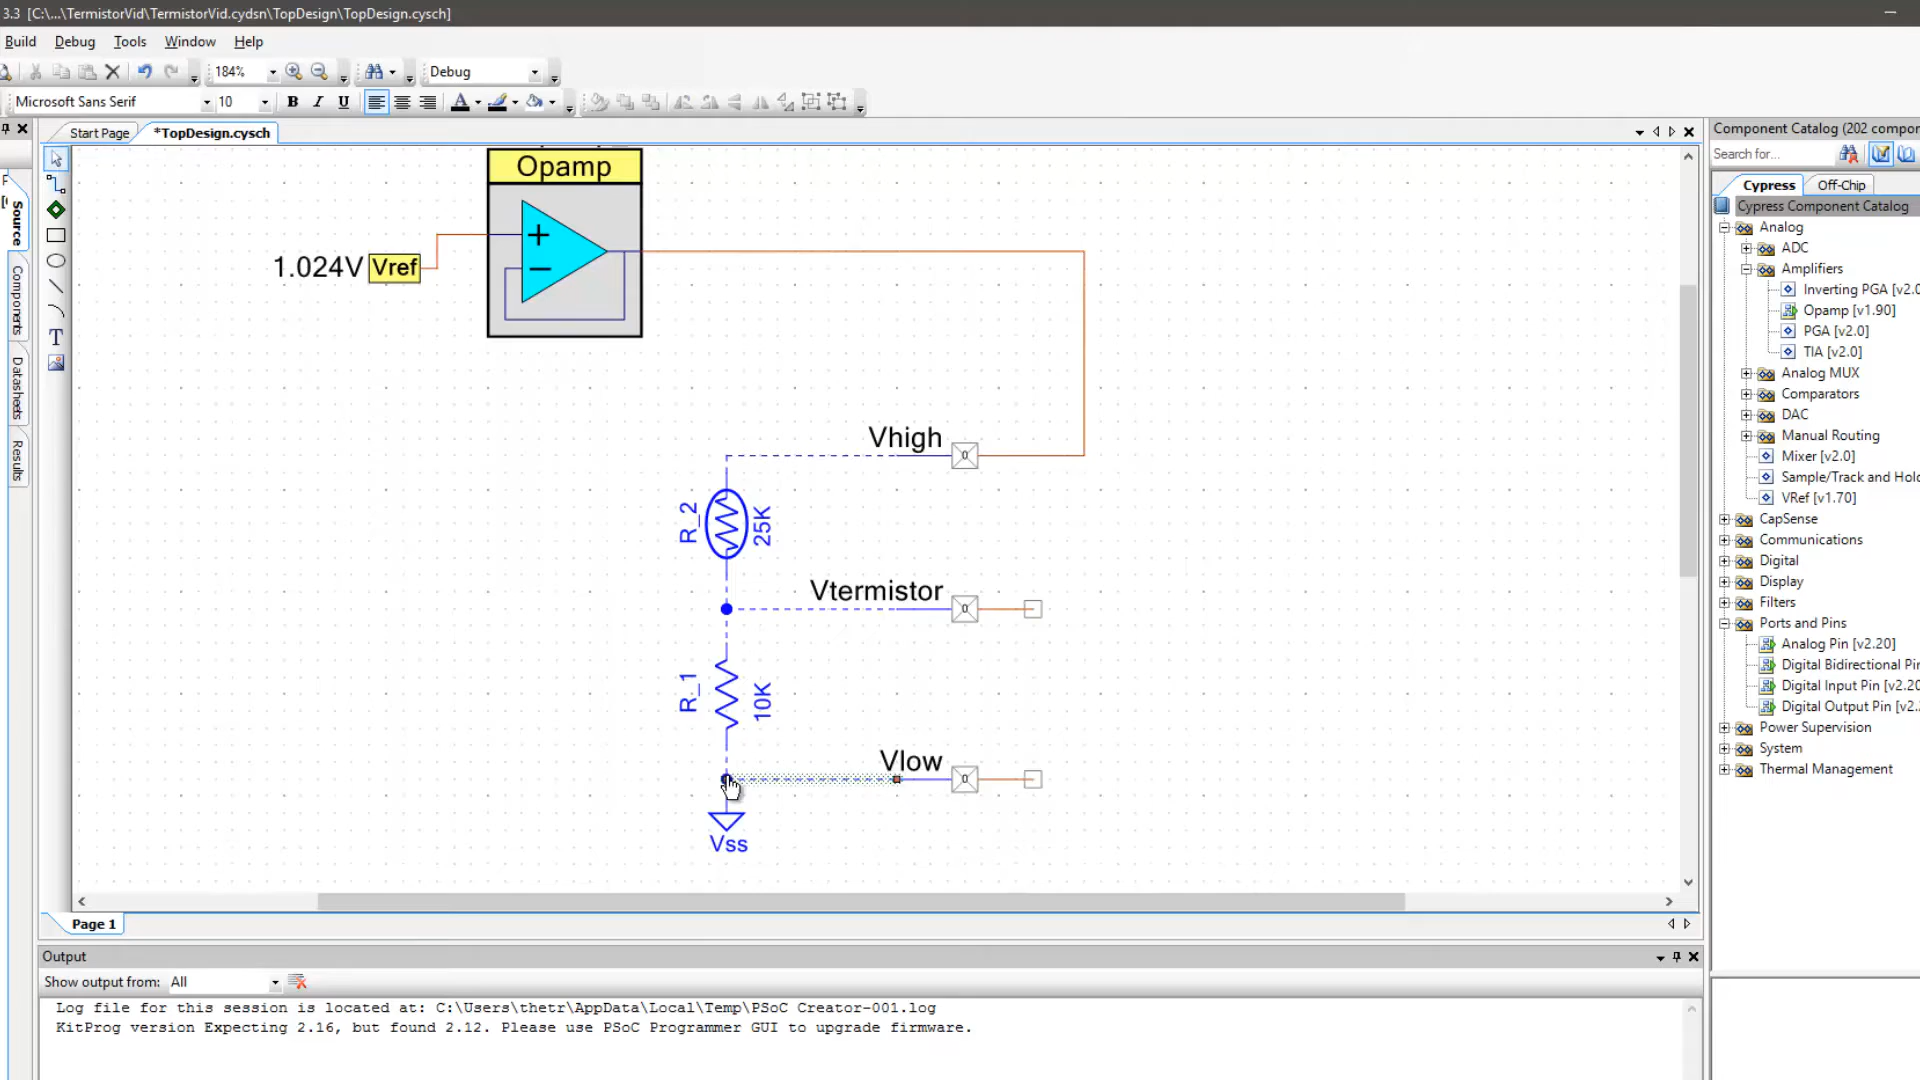 3.3 [C:\...\TermistorVid\TermistorVid.cydsn\TopDesign\TopDesign.cysch]
Build Debug Tools Window Help
184% Debug
Microsoft Sans Serif 10 B I U A
Start Page *TopDesign.cysch
Component Catalog (202 compor
Search for...
Cypress Off-Chip
Cypress Component Catalog
Analog
ADC
Amplifiers
Inverting PGA [v2.0
Opamp [v1.90]
PGA [v2.0]
TIA [v2.0]
Analog MUX
Comparators
DAC
Manual Routing
Mixer [v2.0]
Sample/Track and Hold
VRef [v1.70]
CapSense
Communications
Digital
Display
Filters
Ports and Pins
Analog Pin [v2.20]
Digital Bidirectional Pin
Digital Input Pin [v2.20
Digital Output Pin [v2.
Power Supervision
System
Thermal Management
Source
Components
Datasheets
Results
T
Opamp
+
−
1.024V Vref
Vhigh
0
R_2
25K
Vtermistor
0
R_1
10K
Vlow
0
Vss
Page 1
Output
Show output from: All
Log file for this session is located at: C:\Users\thetr\AppData\Local\Temp\PSoC Creator-001.log
KitProg version Expecting 2.16, but found 2.12. Please use PSoC Programmer GUI to upgrade firmware.